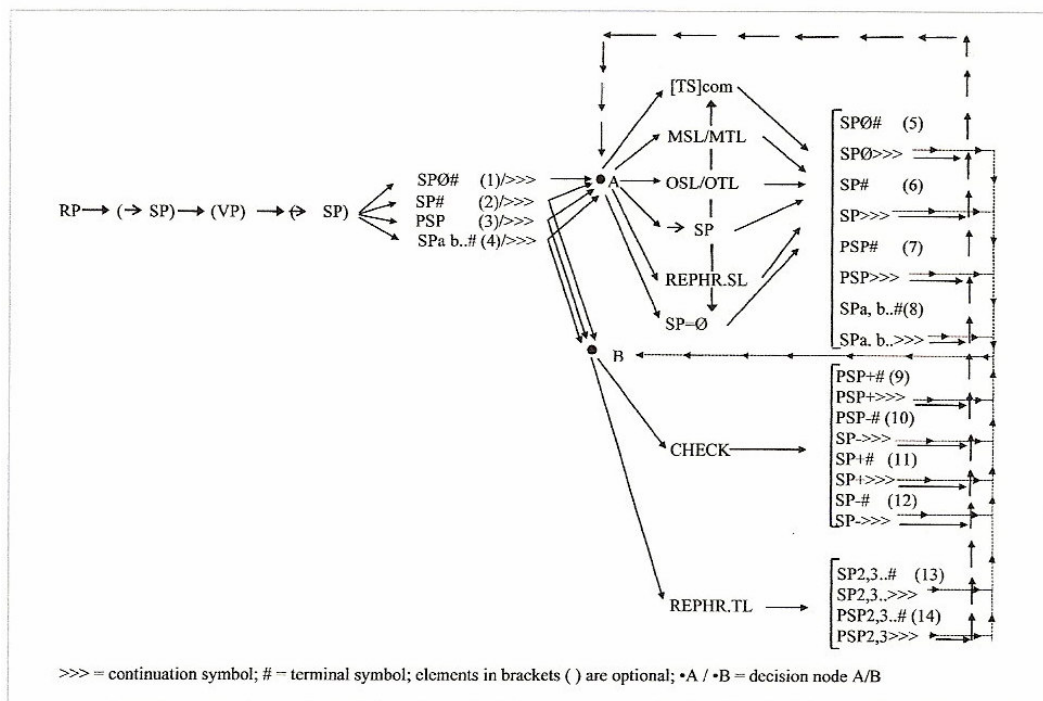 [TS]com
SPØ# (5)
MSL/MTL
SPØ>>>
SPØ# (1)/>>>
A
OSL/OTL
SP# (6)
RP (→ SP) (VP) (→ SP)
SP# (2)/>>>
PSP (3)/>>>
SP
SP>>>
SPa b..# (4)/>>>
PSP# (7)
REPHR.SL
PSP>>>
SP=Ø
SPa, b..#(8)
SPa, b..>>>
B
PSP+# (9)
PSP+>>>
PSP-# (10)
CHECK
SP->>>
SP+# (11)
SP+>>>
SP-# (12)
SP->>>
SP2,3..# (13)
REPHR.TL
SP2,3..>>>
PSP2,3..# (14)
PSP2,3>>>
>>> = continuation symbol; # = terminal symbol; elements in brackets ( ) are optional; •A / •B = decision node A/B